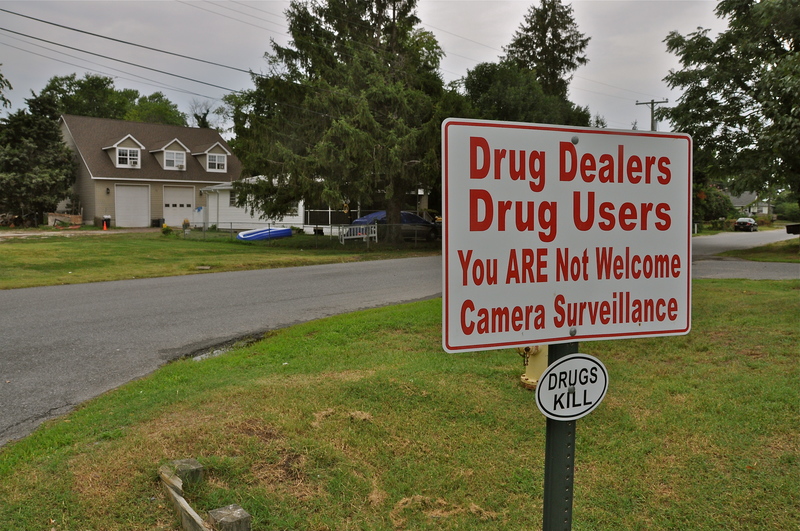 Drug Dealers
Drug Users
You ARE Not Welcome
Camera Surveillance
DRUGS
KILL